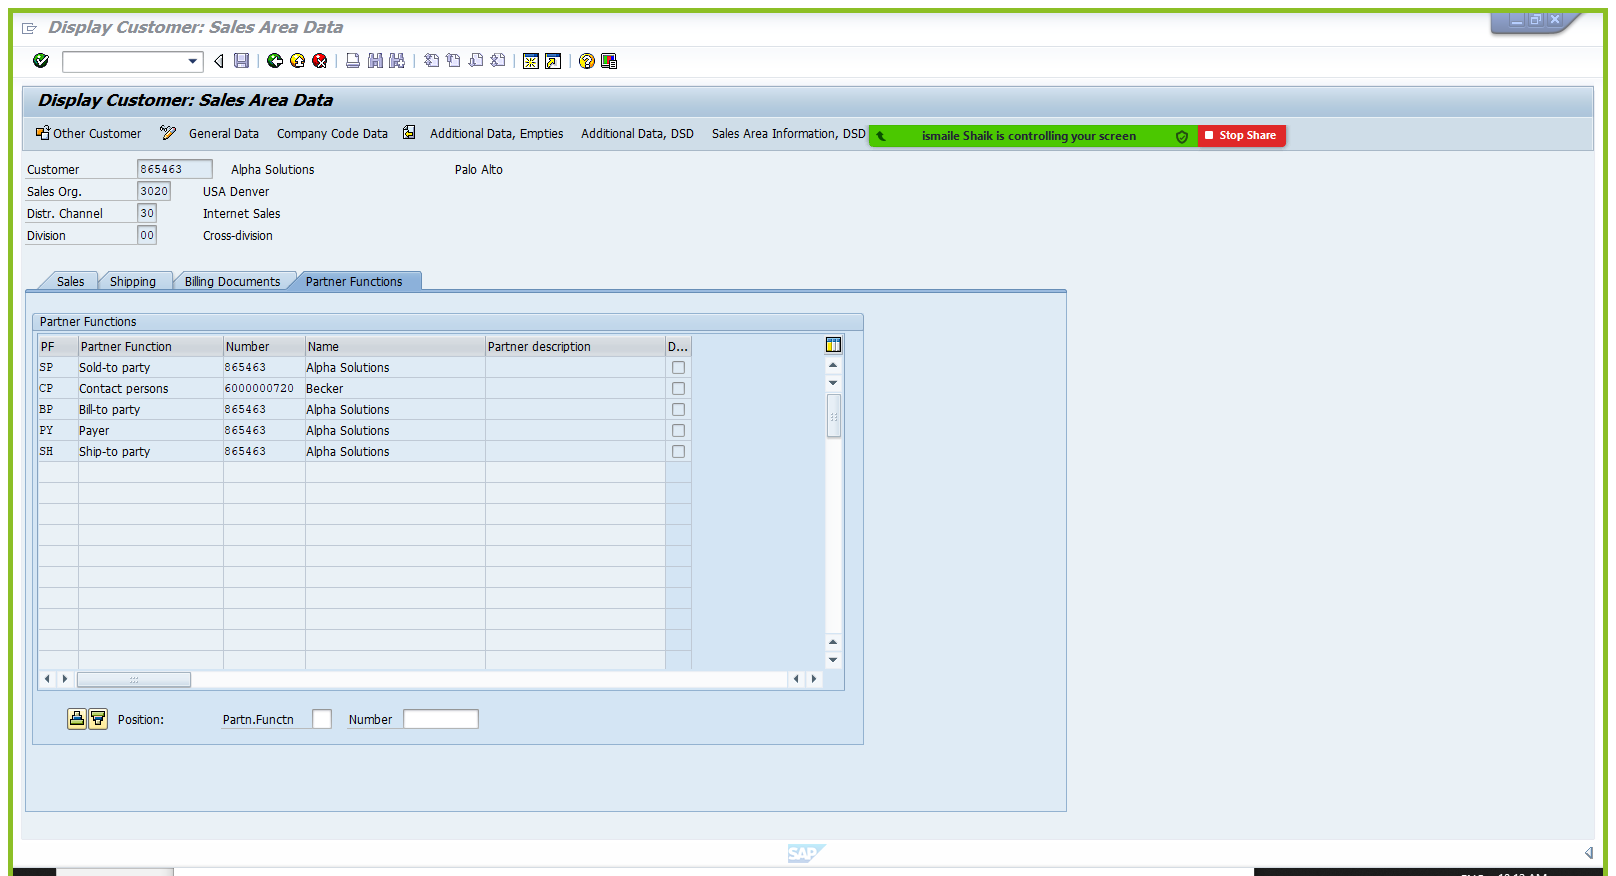 Display Customer: Sales Area Data
Display Customer: Sales Area Data
Other Customer General Data Company Code Data Additional Data, Empties Additional Data, DSD Sales Area Information, DSD
ismaile Shaik is controlling your screen Stop Share
Customer 865463 Alpha Solutions Palo Alto
Sales Org. 3020 USA Denver
Distr. Channel 30 Internet Sales
Division 00 Cross-division
Sales Shipping Billing Documents Partner Functions
Partner Functions
PF Partner Function Number Name Partner description D...
SP Sold-to party 865463 Alpha Solutions
CP Contact persons 6000000720 Becker
BP Bill-to party 865463 Alpha Solutions
PY Payer 865463 Alpha Solutions
SH Ship-to party 865463 Alpha Solutions
Position: Partn.Functn Number
SAP